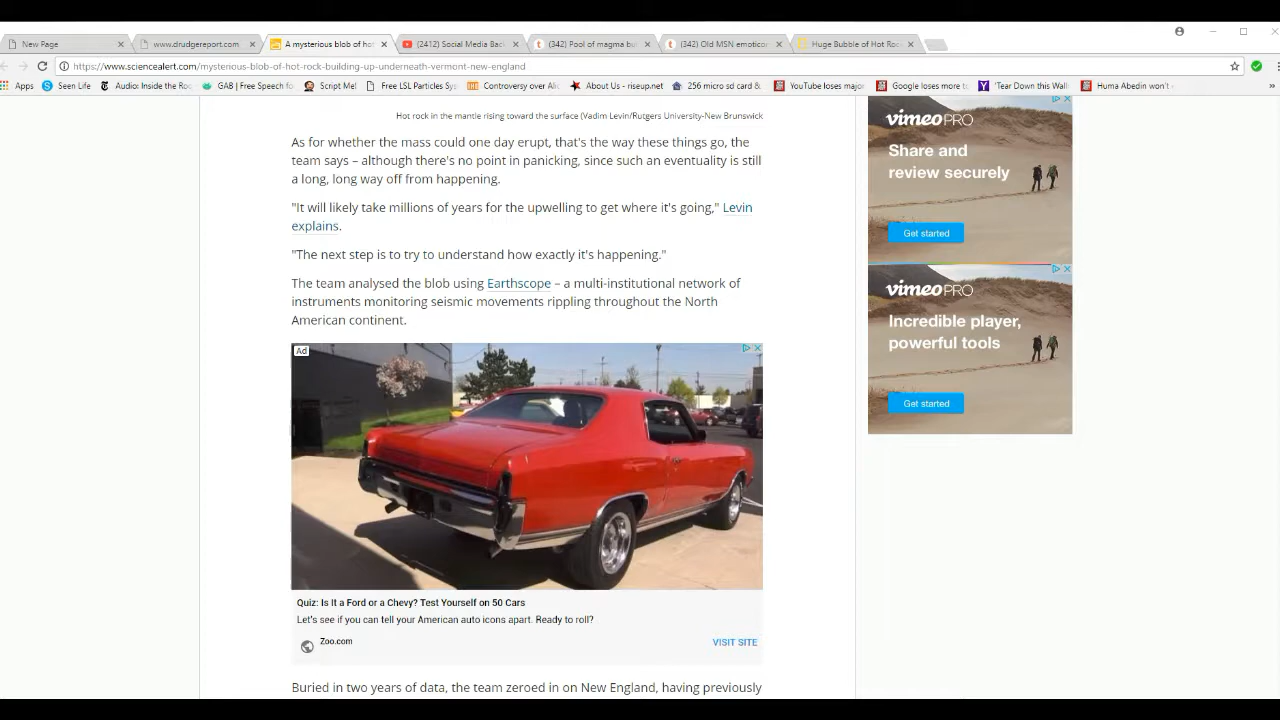 New Page
www.drudgereport.com
A mysterious blob of hot
(2412) Social Media Bac
(342) Pool of magma bu
(342) Old MSN emotico
Huge Bubble of Hot Ro
https://www.sciencealert.com/mysterious-blob-of-hot-rock-building-up-underneath-vermont-new-england
Apps
Seen Life
Audio: Inside the Ro
GAB | Free Speech fo
Script Me!
Free LSL Particles Sy
Controversy over Al
About Us - riseup.net
256 micro sd card &
YouTube loses major
Google loses more t
'Tear Down this Wall
Huma Abedin won't
»
Hot rock in the mantle rising toward the surface (Vadim Levin/Rutgers University-New Brunswick
As for whether the mass could one day erupt, that's the way these things go, the
team says – although there's no point in panicking, since such an eventuality is still
a long, long way off from happening.
"It will likely take millions of years for the upwelling to get where it's going," Levin
explains.
"The next step is to try to understand how exactly it's happening."
The team analysed the blob using Earthscope – a multi-institutional network of
instruments monitoring seismic movements rippling throughout the North
American continent.
Ad
Quiz: Is It a Ford or a Chevy? Test Yourself on 50 Cars
Let's see if you can tell your American auto icons apart. Ready to roll?
Zoo.com
VISIT SITE
Buried in two years of data, the team zeroed in on New England, having previously
vimeo PRO
Share and
review securely
Get started
vimeo PRO
Incredible player,
powerful tools
Get started